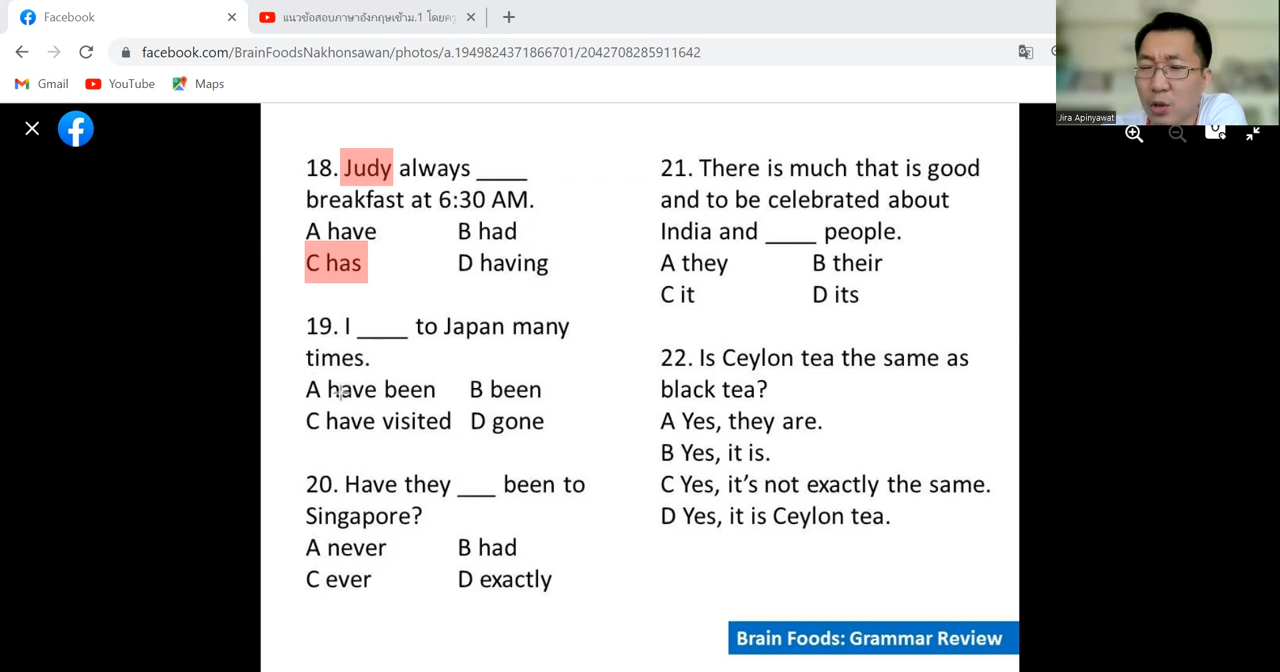 Facebook
แนวข้อสอบภาษาอังกฤษเข้าม.1 โดยคร
facebook.com/BrainFoodsNakhonsawan/photos/a.1949824371866701/2042708285911642
Gmail
YouTube
Maps
Jira Apinyawat
18. Judy always ____
breakfast at 6:30 AM.
A have B had
C has D having
19. I ____ to Japan many
times.
A have been B been
C have visited D gone
20. Have they ___ been to
Singapore?
A never B had
C ever D exactly
21. There is much that is good
and to be celebrated about
India and ____ people.
A they B their
C it D its
22. Is Ceylon tea the same as
black tea?
A Yes, they are.
B Yes, it is.
C Yes, it's not exactly the same.
D Yes, it is Ceylon tea.
Brain Foods: Grammar Review